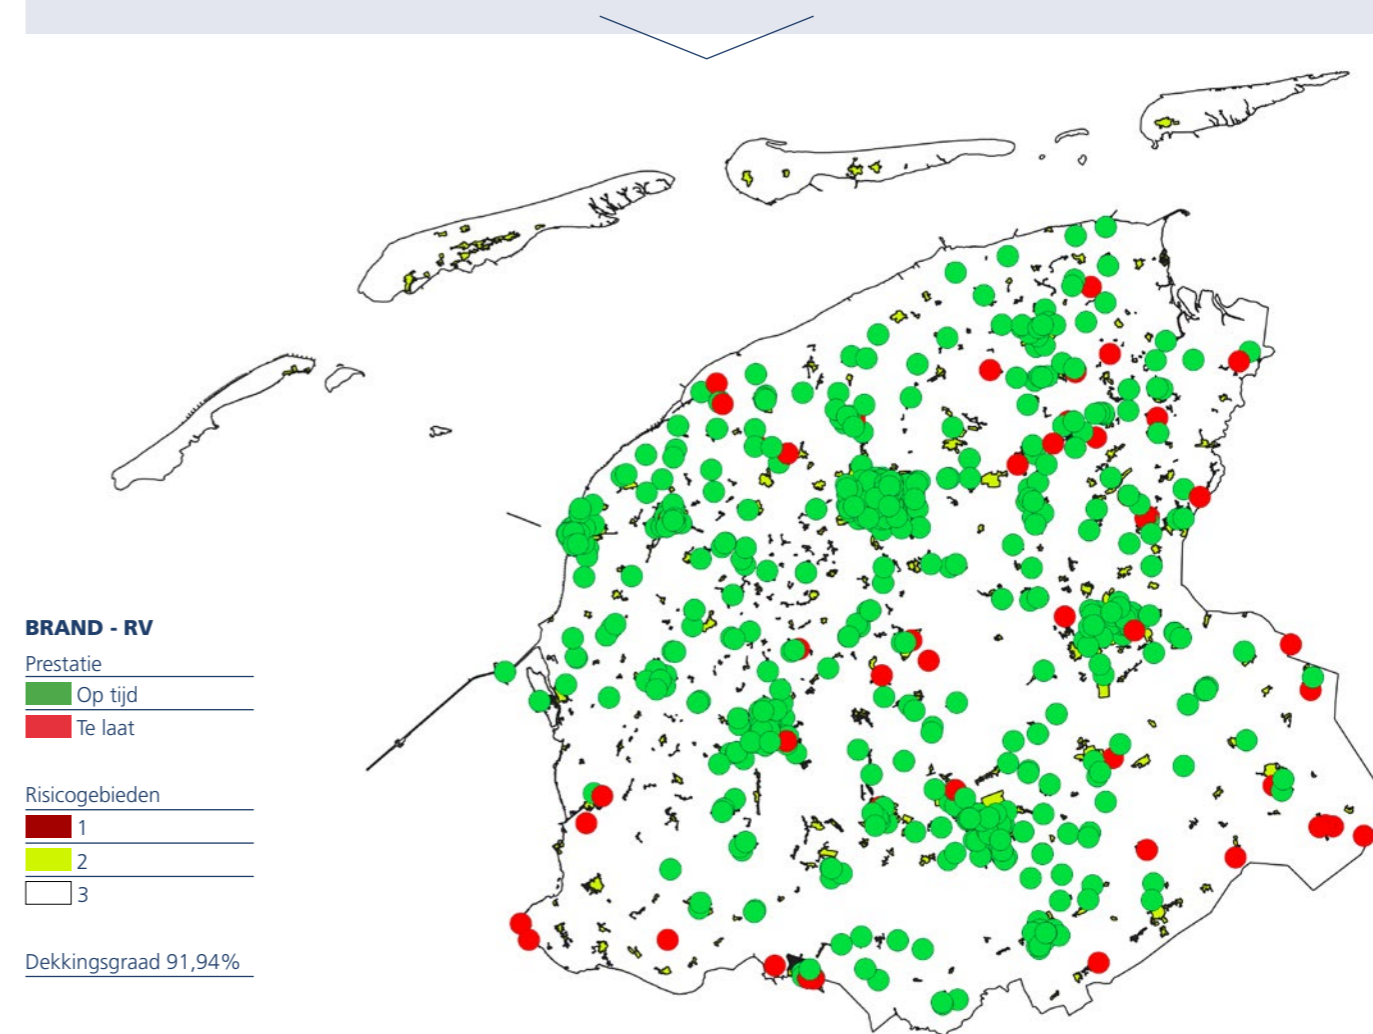 BRAND - RV
Prestatie
Op tijd
Te laat
Risicogebieden
1
2
3
Dekkingsgraad 91,94%